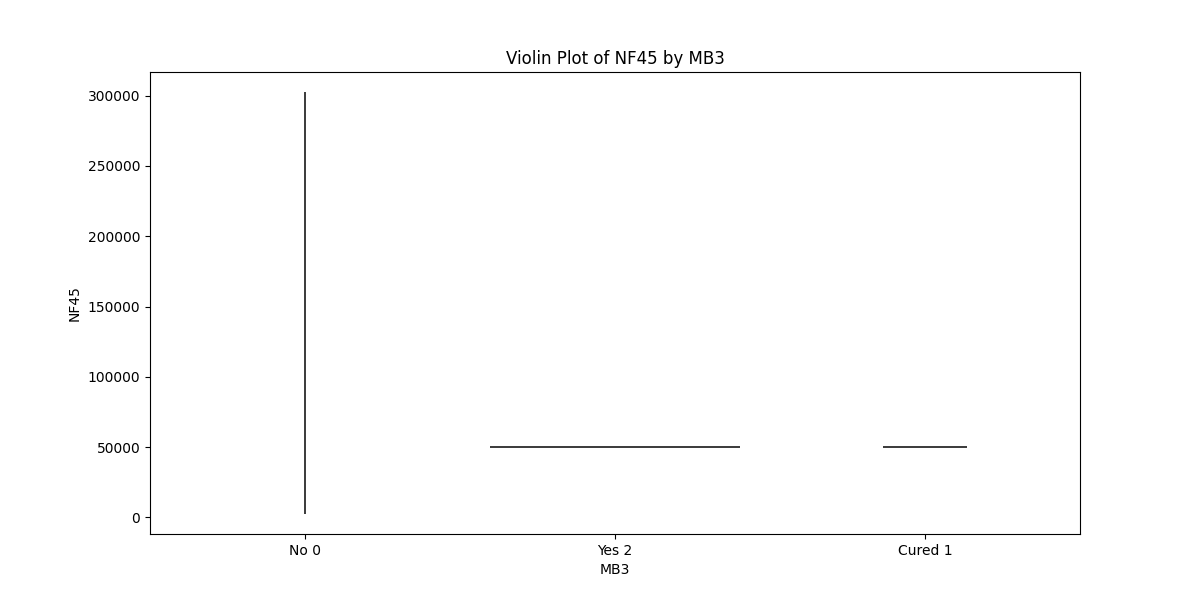 Violin Plot of NF45 by MB3
300000
250000
200000
150000
100000
50000
0
NF45
No 0
Yes 2
Cured 1
MB3